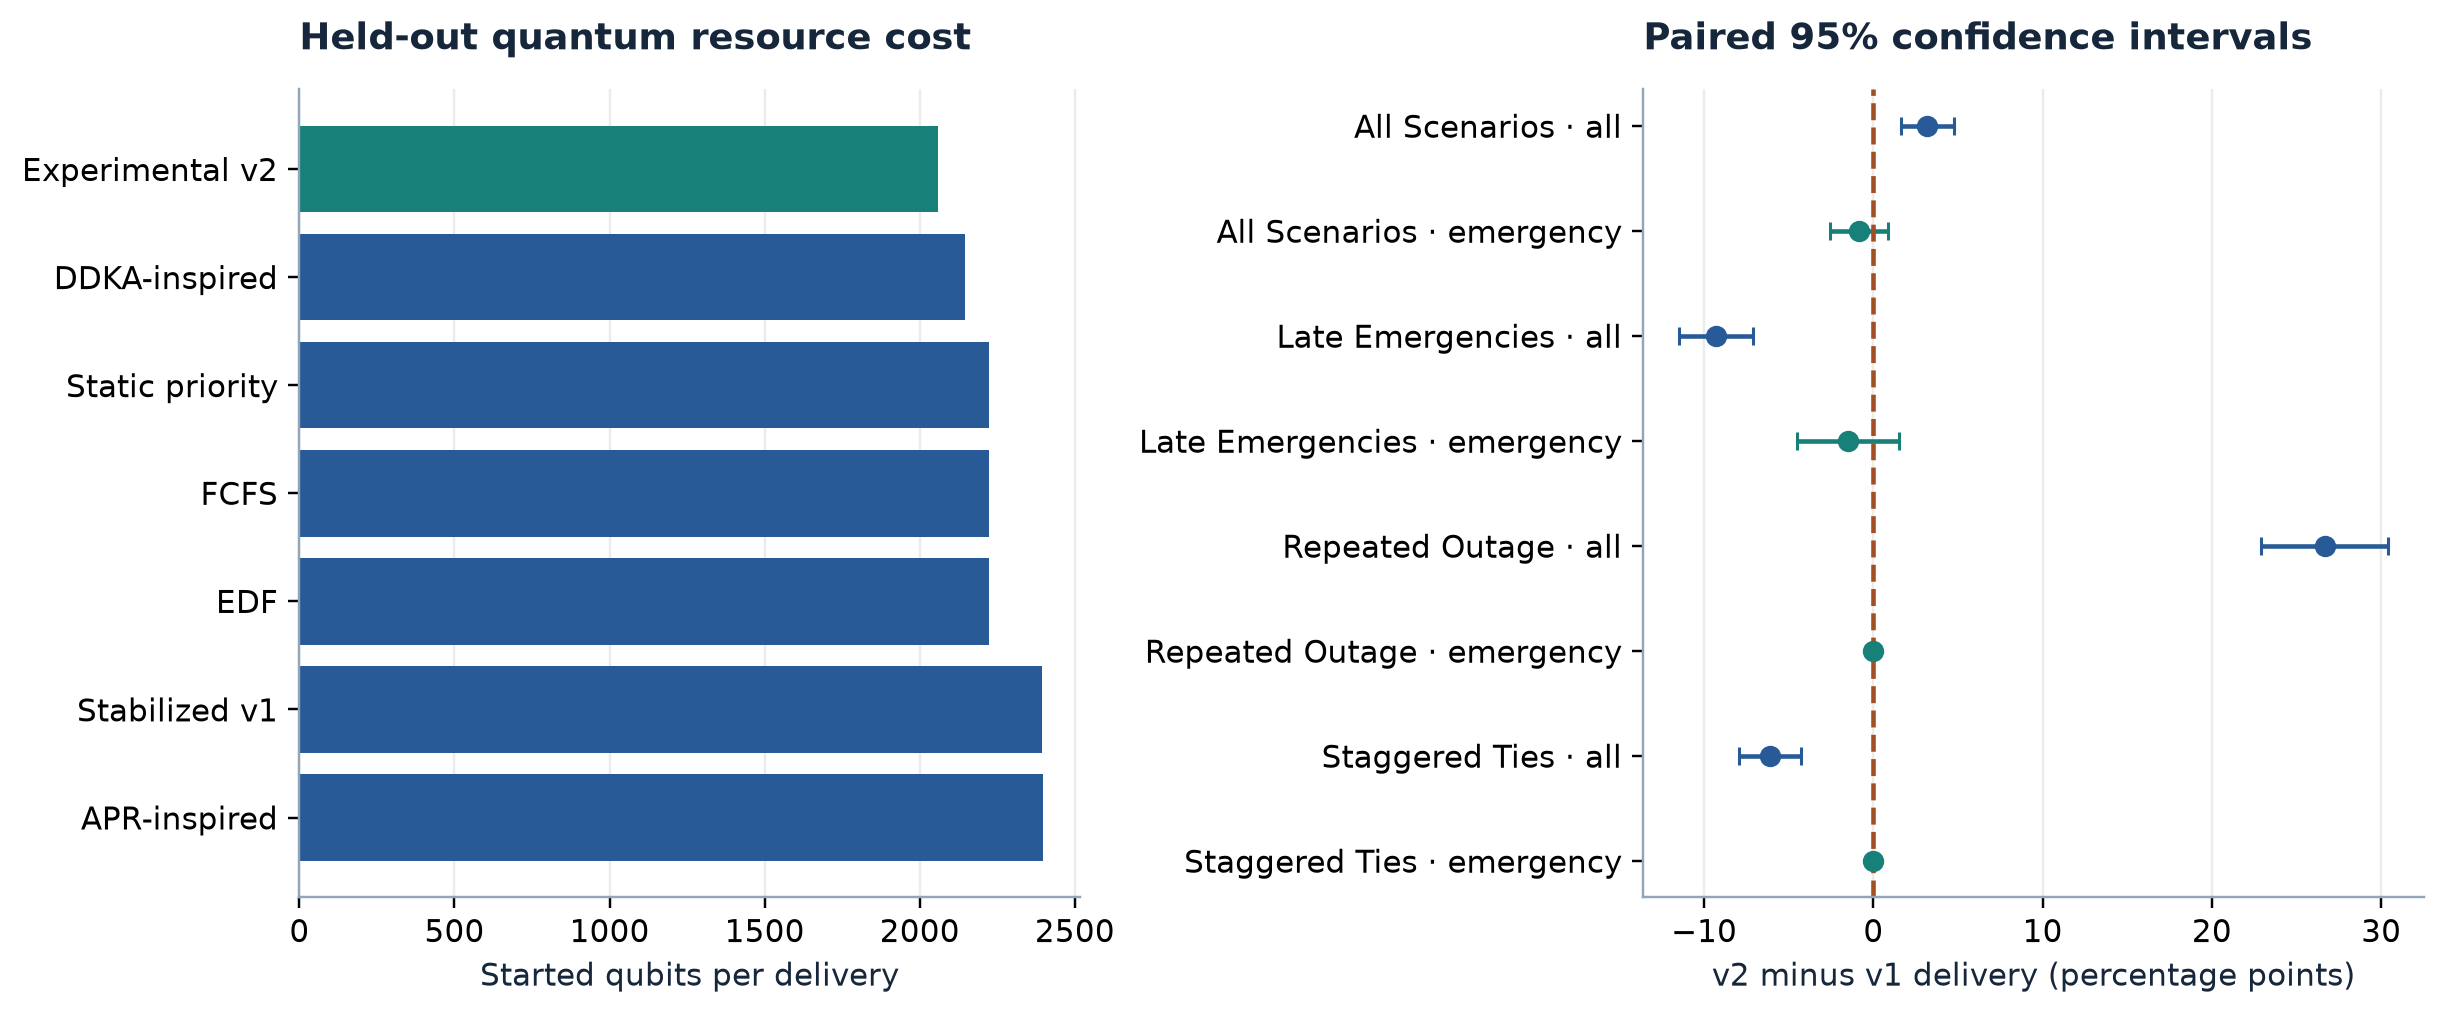 Held-out quantum resource cost
Experimental v2
DDKA-inspired
Static priority
FCFS
EDF
Stabilized v1
APR-inspired
0 500 1000 1500 2000 2500
Started qubits per delivery
Paired 95% confidence intervals
All Scenarios · all
All Scenarios · emergency
Late Emergencies · all
Late Emergencies · emergency
Repeated Outage · all
Repeated Outage · emergency
Staggered Ties · all
Staggered Ties · emergency
−10 0 10 20 30
v2 minus v1 delivery (percentage points)